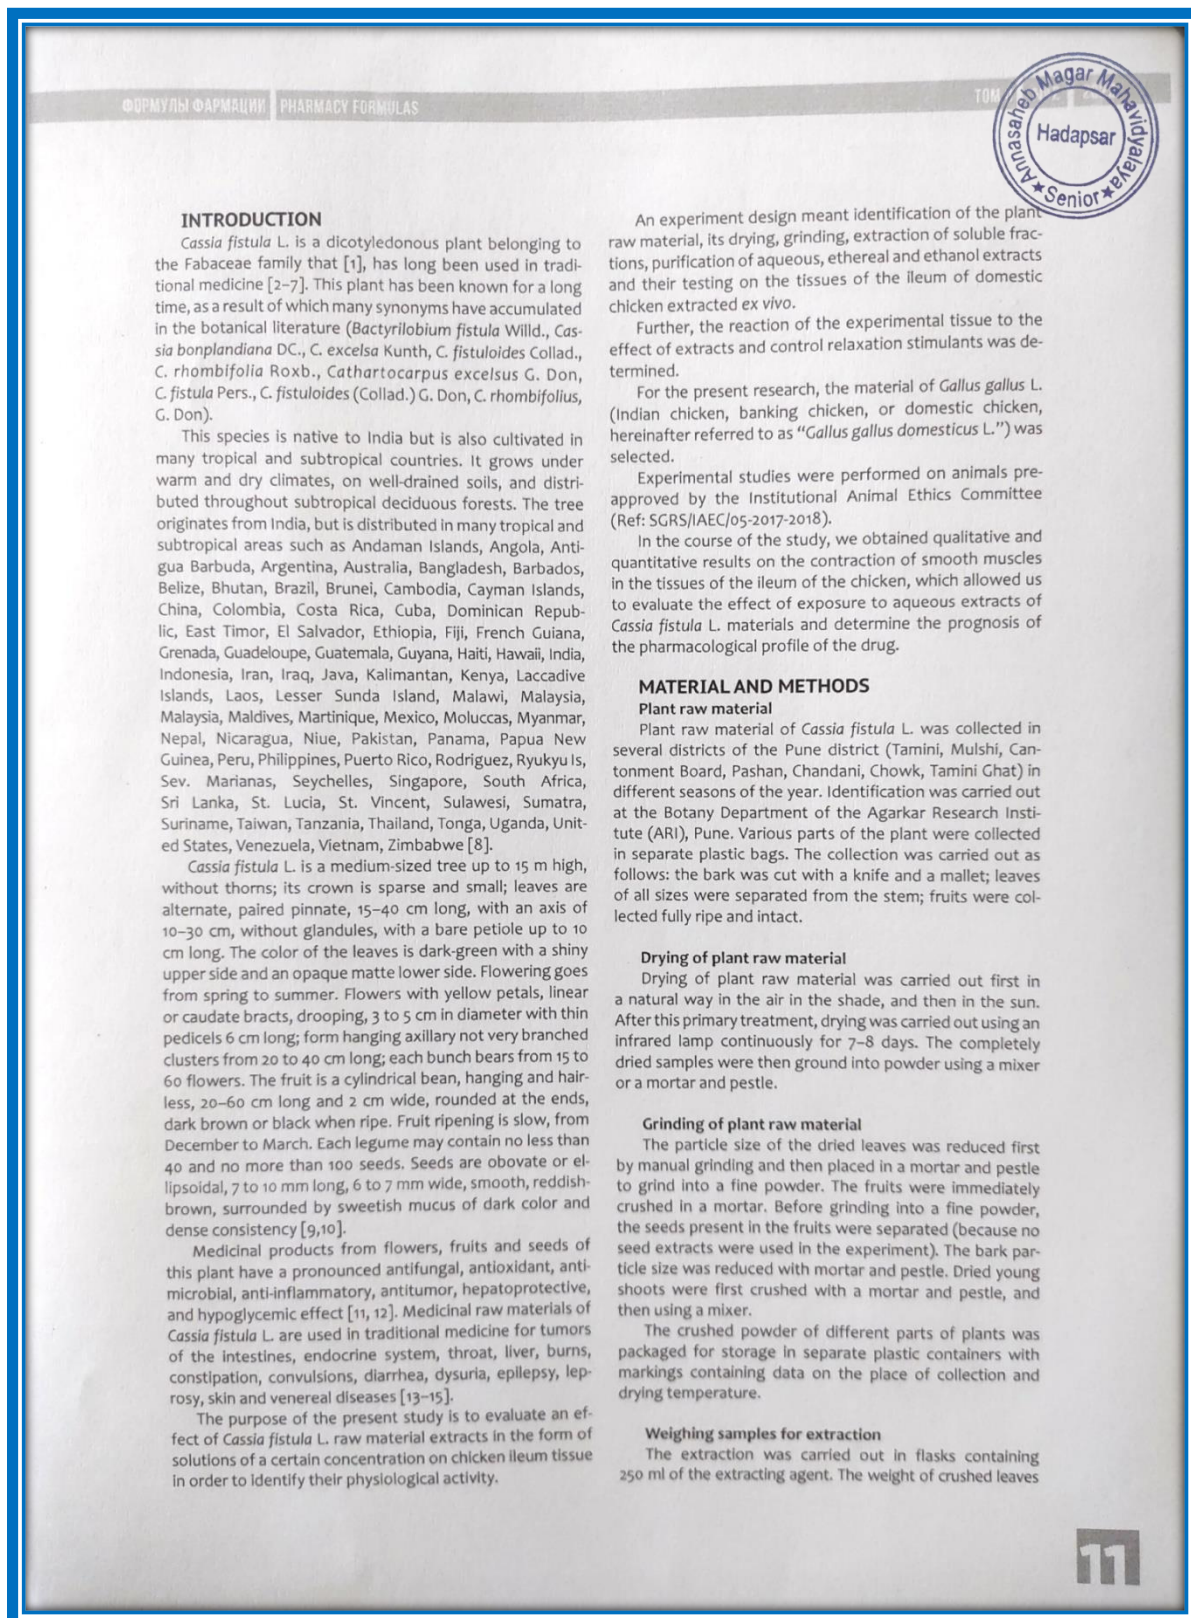 ФОРМУЛЫ ФАРМАЦИИ | PHARMACY FORMULAS
ТОМ
Annasaheb Magar Mahavidyalaya
Hadapsar
★ Senior ★
INTRODUCTION
Cassia fistula L. is a dicotyledonous plant belonging to
the Fabaceae family that [1], has long been used in tradi-
tional medicine [2–7]. This plant has been known for a long
time, as a result of which many synonyms have accumulated
in the botanical literature (Bactyrilobium fistula Willd., Cas-
sia bonplandiana DC., C. excelsa Kunth, C. fistuloides Collad.,
C. rhombifolia Roxb., Cathartocarpus excelsus G. Don,
C. fistula Pers., C. fistuloides (Collad.) G. Don, C. rhombifolius,
G. Don).
This species is native to India but is also cultivated in
many tropical and subtropical countries. It grows under
warm and dry climates, on well-drained soils, and distri-
buted throughout subtropical deciduous forests. The tree
originates from India, but is distributed in many tropical and
subtropical areas such as Andaman Islands, Angola, Anti-
gua Barbuda, Argentina, Australia, Bangladesh, Barbados,
Belize, Bhutan, Brazil, Brunei, Cambodia, Cayman Islands,
China, Colombia, Costa Rica, Cuba, Dominican Repub-
lic, East Timor, El Salvador, Ethiopia, Fiji, French Guiana,
Grenada, Guadeloupe, Guatemala, Guyana, Haiti, Hawaii, India,
Indonesia, Iran, Iraq, Java, Kalimantan, Kenya, Laccadive
Islands, Laos, Lesser Sunda Island, Malawi, Malaysia,
Malaysia, Maldives, Martinique, Mexico, Moluccas, Myanmar,
Nepal, Nicaragua, Niue, Pakistan, Panama, Papua New
Guinea, Peru, Philippines, Puerto Rico, Rodriguez, Ryukyu Is,
Sev. Marianas, Seychelles, Singapore, South Africa,
Sri Lanka, St. Lucia, St. Vincent, Sulawesi, Sumatra,
Suriname, Taiwan, Tanzania, Thailand, Tonga, Uganda, Unit-
ed States, Venezuela, Vietnam, Zimbabwe [8].
Cassia fistula L. is a medium-sized tree up to 15 m high,
without thorns; its crown is sparse and small; leaves are
alternate, paired pinnate, 15–40 cm long, with an axis of
10–30 cm, without glandules, with a bare petiole up to 10
cm long. The color of the leaves is dark-green with a shiny
upper side and an opaque matte lower side. Flowering goes
from spring to summer. Flowers with yellow petals, linear
or caudate bracts, drooping, 3 to 5 cm in diameter with thin
pedicels 6 cm long; form hanging axillary not very branched
clusters from 20 to 40 cm long; each bunch bears from 15 to
60 flowers. The fruit is a cylindrical bean, hanging and hair-
less, 20–60 cm long and 2 cm wide, rounded at the ends,
dark brown or black when ripe. Fruit ripening is slow, from
December to March. Each legume may contain no less than
40 and no more than 100 seeds. Seeds are obovate or el-
lipsoidal, 7 to 10 mm long, 6 to 7 mm wide, smooth, reddish-
brown, surrounded by sweetish mucus of dark color and
dense consistency [9,10].
Medicinal products from flowers, fruits and seeds of
this plant have a pronounced antifungal, antioxidant, anti-
microbial, anti-inflammatory, antitumor, hepatoprotective,
and hypoglycemic effect [11, 12]. Medicinal raw materials of
Cassia fistula L. are used in traditional medicine for tumors
of the intestines, endocrine system, throat, liver, burns,
constipation, convulsions, diarrhea, dysuria, epilepsy, lep-
rosy, skin and venereal diseases [13–15].
The purpose of the present study is to evaluate an ef-
fect of Cassia fistula L. raw material extracts in the form of
solutions of a certain concentration on chicken ileum tissue
in order to identify their physiological activity.
An experiment design meant identification of the plant
raw material, its drying, grinding, extraction of soluble frac-
tions, purification of aqueous, ethereal and ethanol extracts
and their testing on the tissues of the ileum of domestic
chicken extracted ex vivo.
Further, the reaction of the experimental tissue to the
effect of extracts and control relaxation stimulants was de-
termined.
For the present research, the material of Gallus gallus L.
(Indian chicken, banking chicken, or domestic chicken,
hereinafter referred to as “Gallus gallus domesticus L.”) was
selected.
Experimental studies were performed on animals pre-
approved by the Institutional Animal Ethics Committee
(Ref: SGRS/IAEC/05-2017-2018).
In the course of the study, we obtained qualitative and
quantitative results on the contraction of smooth muscles
in the tissues of the ileum of the chicken, which allowed us
to evaluate the effect of exposure to aqueous extracts of
Cassia fistula L. materials and determine the prognosis of
the pharmacological profile of the drug.
MATERIAL AND METHODS
Plant raw material
Plant raw material of Cassia fistula L. was collected in
several districts of the Pune district (Tamini, Mulshi, Can-
tonment Board, Pashan, Chandani, Chowk, Tamini Ghat) in
different seasons of the year. Identification was carried out
at the Botany Department of the Agarkar Research Insti-
tute (ARI), Pune. Various parts of the plant were collected
in separate plastic bags. The collection was carried out as
follows: the bark was cut with a knife and a mallet; leaves
of all sizes were separated from the stem; fruits were col-
lected fully ripe and intact.
Drying of plant raw material
Drying of plant raw material was carried out first in
a natural way in the air in the shade, and then in the sun.
After this primary treatment, drying was carried out using an
infrared lamp continuously for 7–8 days. The completely
dried samples were then ground into powder using a mixer
or a mortar and pestle.
Grinding of plant raw material
The particle size of the dried leaves was reduced first
by manual grinding and then placed in a mortar and pestle
to grind into a fine powder. The fruits were immediately
crushed in a mortar. Before grinding into a fine powder,
the seeds present in the fruits were separated (because no
seed extracts were used in the experiment). The bark par-
ticle size was reduced with mortar and pestle. Dried young
shoots were first crushed with a mortar and pestle, and
then using a mixer.
The crushed powder of different parts of plants was
packaged for storage in separate plastic containers with
markings containing data on the place of collection and
drying temperature.
Weighing samples for extraction
The extraction was carried out in flasks containing
250 ml of the extracting agent. The weight of crushed leaves
11